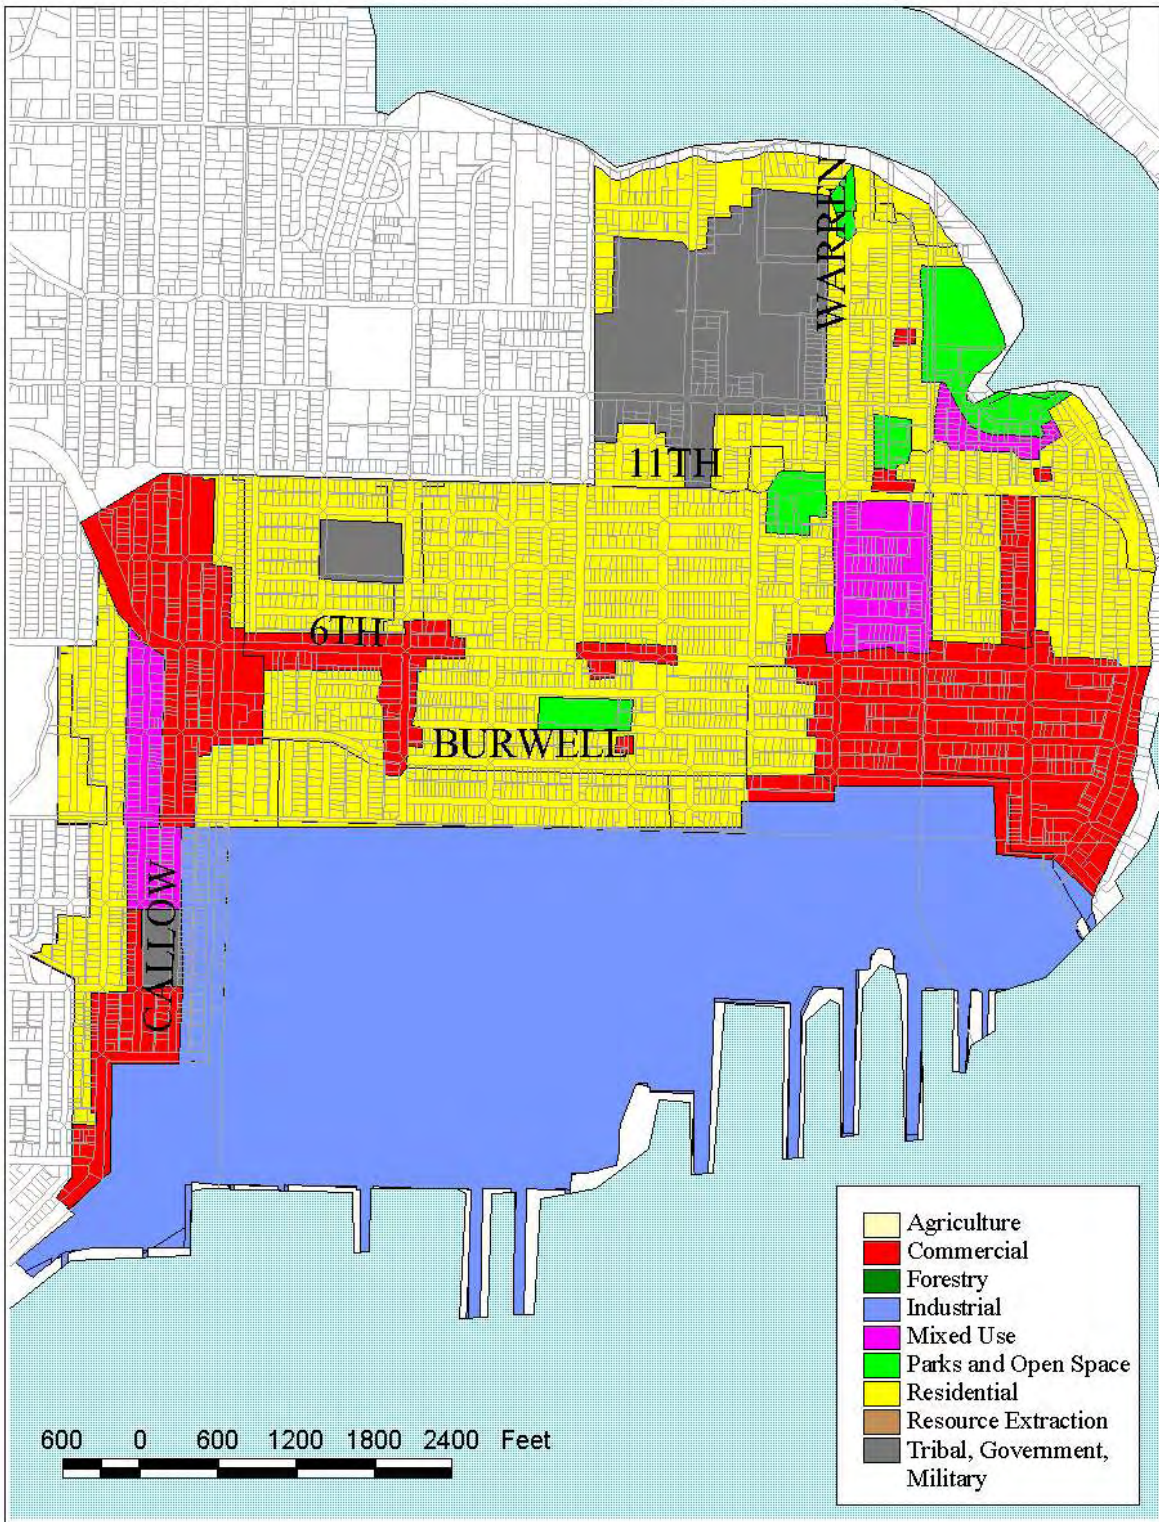 WARREN
11TH
6TH
BURWELL
CALLOW
Agriculture
Commercial
Forestry
Industrial
Mixed Use
Parks and Open Space
Residential
Resource Extraction
Tribal, Government,
Military
600 0 600 1200 1800 2400 Feet